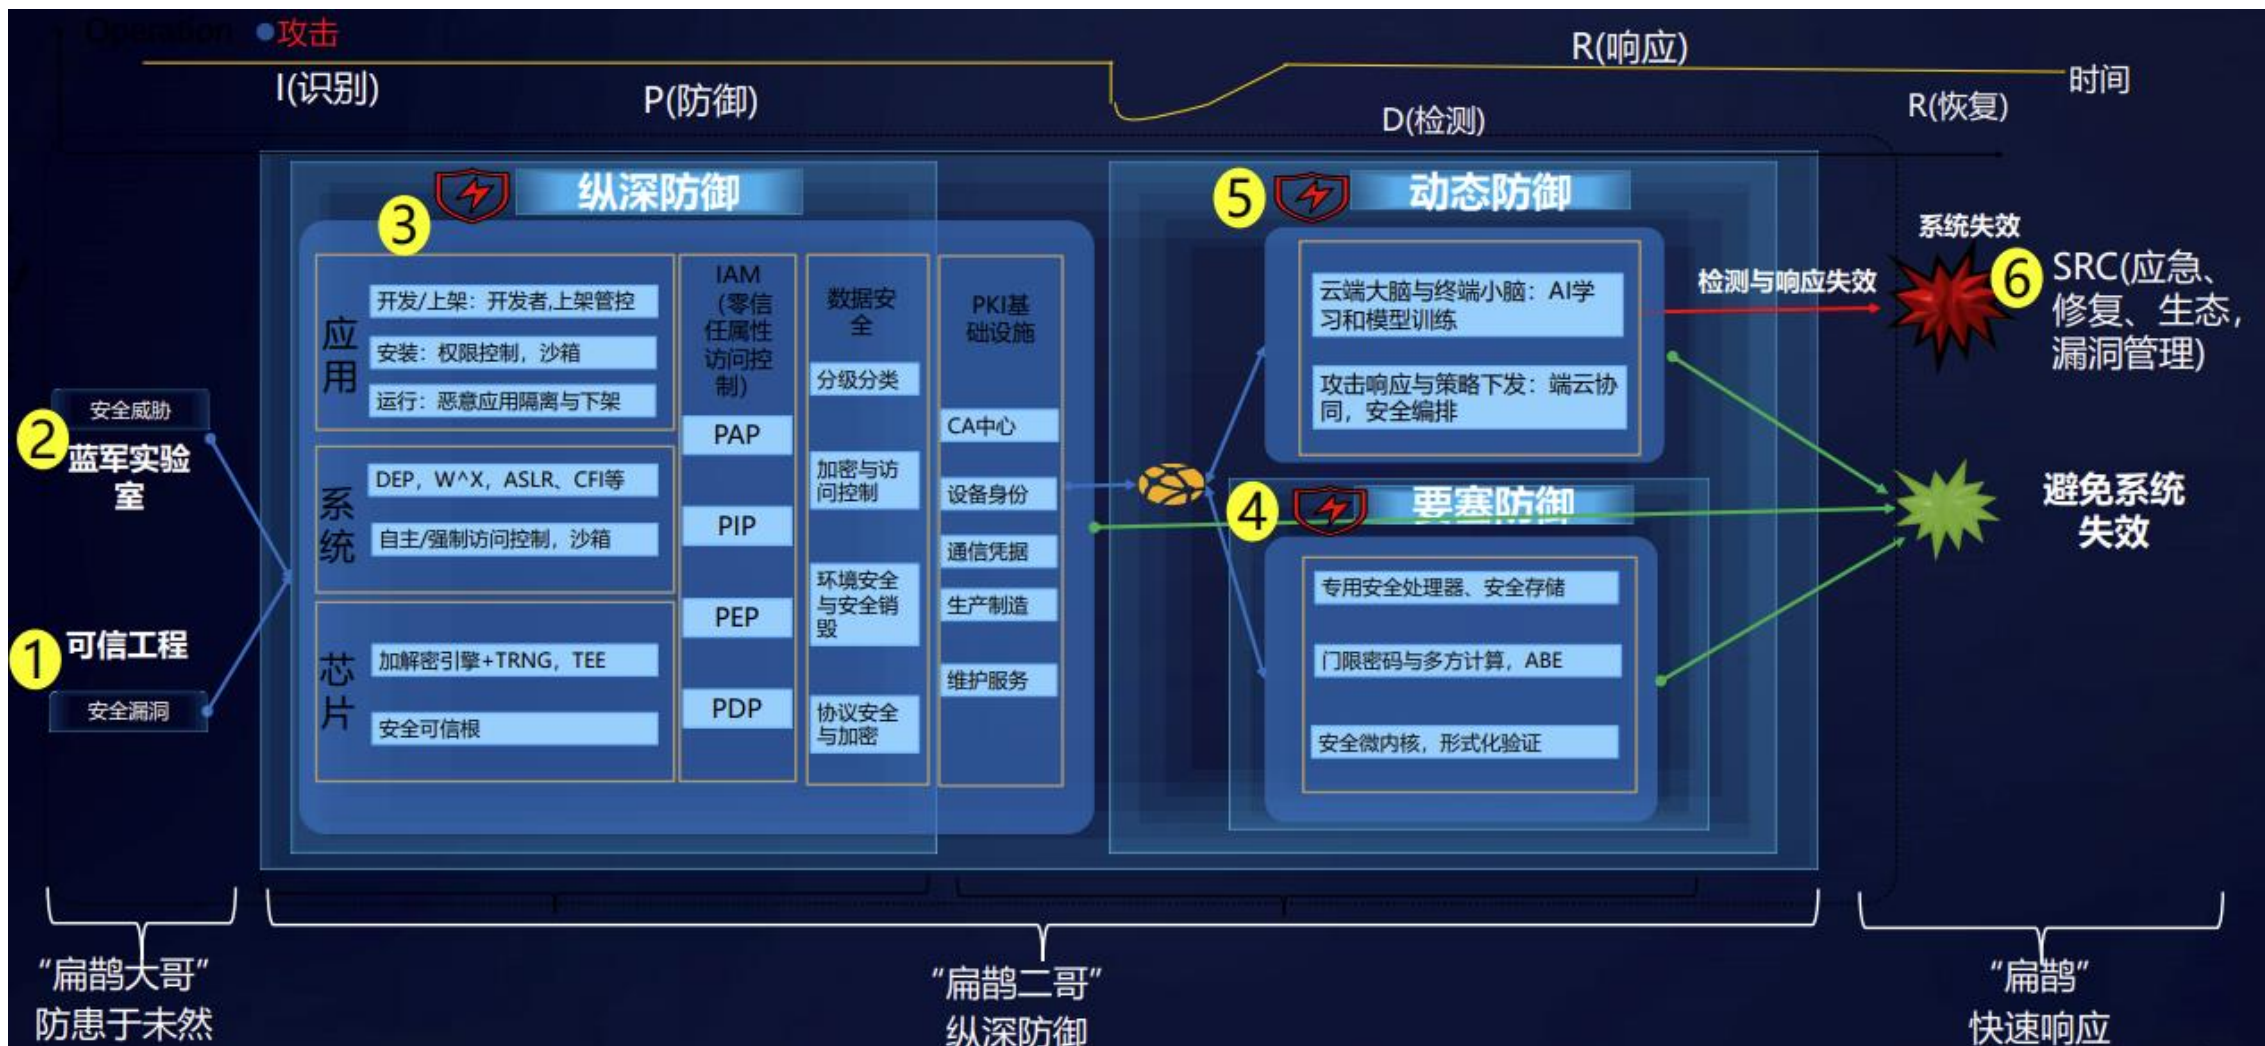 Operation
攻击
I(识别)
P(防御)
R(响应)
D(检测)
时间
R(恢复)
2
安全威胁
蓝军实验
室
1
可信工程
安全漏洞
3
纵深防御
应
用
开发/上架：开发者,上架管控
安装：权限控制，沙箱
运行：恶意应用隔离与下架
系
统
DEP，W^X，ASLR、CFI等
自主/强制访问控制，沙箱
芯
片
加解密引擎+TRNG，TEE
安全可信根
IAM
（零信
任属性
访问控
制）
PAP
PIP
PEP
PDP
数据安
全
分级分类
加密与访
问控制
环境安全
与安全销
毁
协议安全
与加密
PKI基
础设施
CA中心
设备身份
通信凭据
生产制造
维护服务
5
动态防御
云端大脑与终端小脑：AI学
习和模型训练
攻击响应与策略下发：端云协
同，安全编排
4
要塞防御
专用安全处理器、安全存储
门限密码与多方计算，ABE
安全微内核，形式化验证
检测与响应失效
系统失效
6
SRC(应急、
修复、生态，
漏洞管理)
避免系统
失效
“扁鹊大哥”
防患于未然
“扁鹊二哥”
纵深防御
“扁鹊”
快速响应